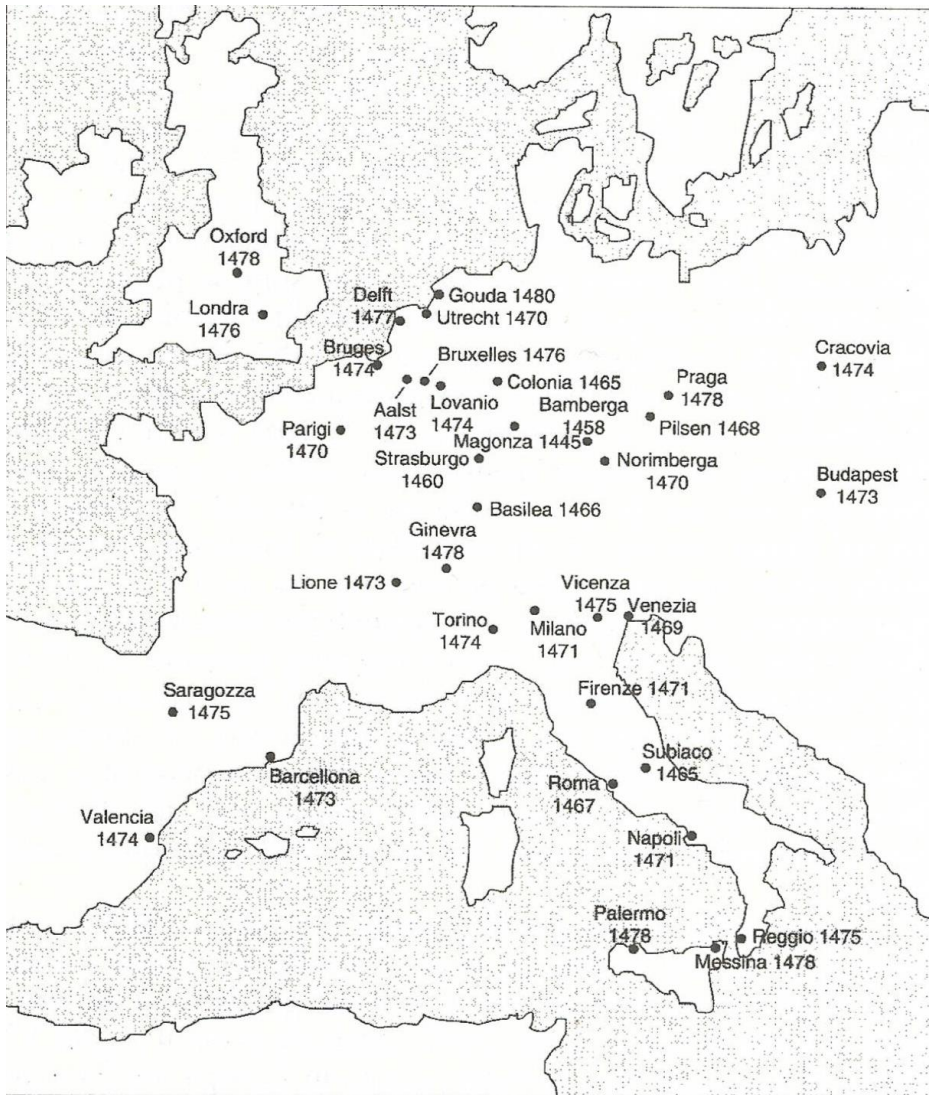 Oxford
1478
Londra
1476
Delft
1477
Gouda 1480
Utrecht 1470
Bruges
1474
Bruxelles 1476
Aalst
1473
Lovanio
1474
Colonia 1465
Bamberga
1458
Magonza 1445
Praga
1478
Pilsen 1468
Cracovia
1474
Parigi
1470
Strasburgo
1460
Norimberga
1470
Budapest
1473
Basilea 1466
Ginevra
1478
Lione 1473
Torino
1474
Milano
1471
Vicenza
1475
Venezia
1469
Saragozza
1475
Firenze 1471
Barcellona
1473
Subiaco
1465
Roma
1467
Valencia
1474
Napoli
1471
Palermo
1478
Reggio 1475
Messina 1478